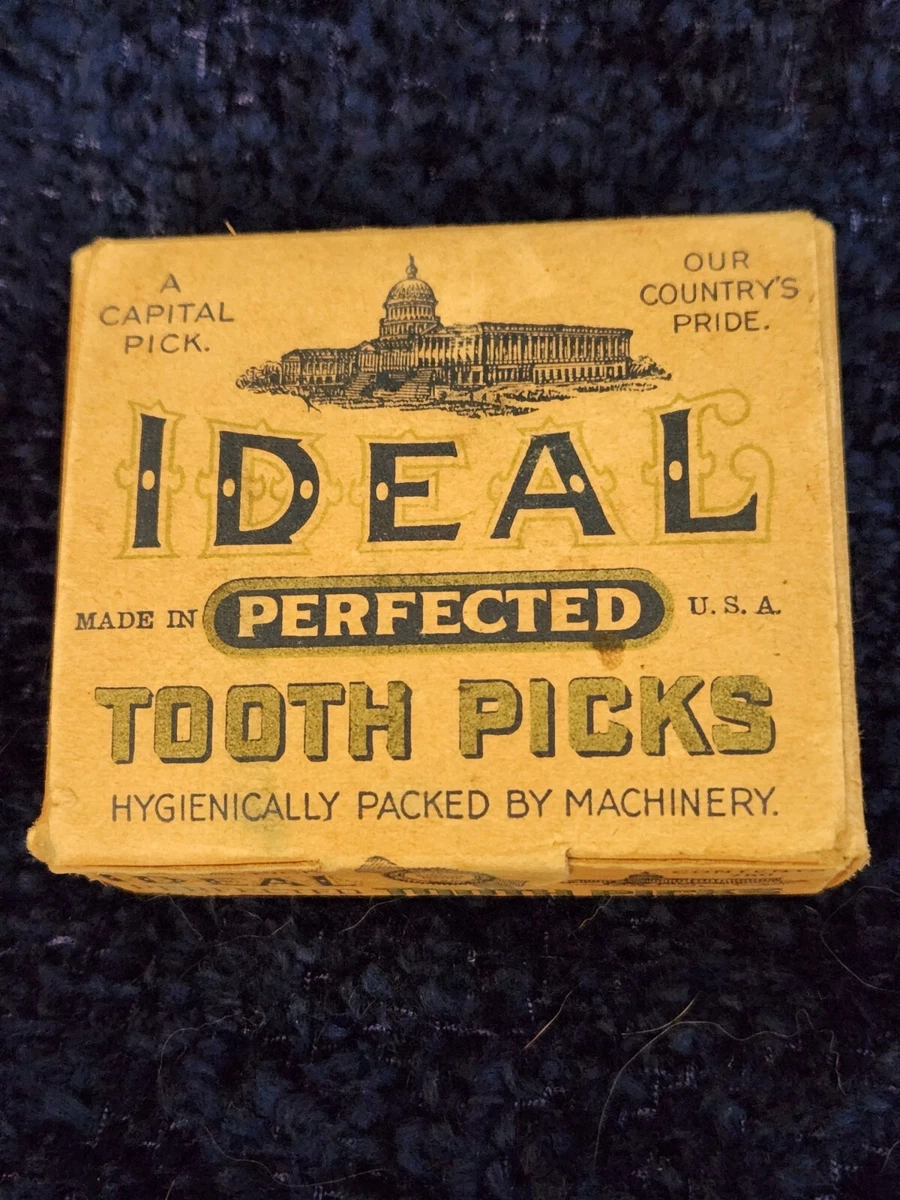 A
CAPITAL
PICK.
OUR
COUNTRY'S
PRIDE.
IDEAL
MADE IN PERFECTED U. S. A.
TOOTH PICKS
HYGIENICALLY PACKED BY MACHINERY.